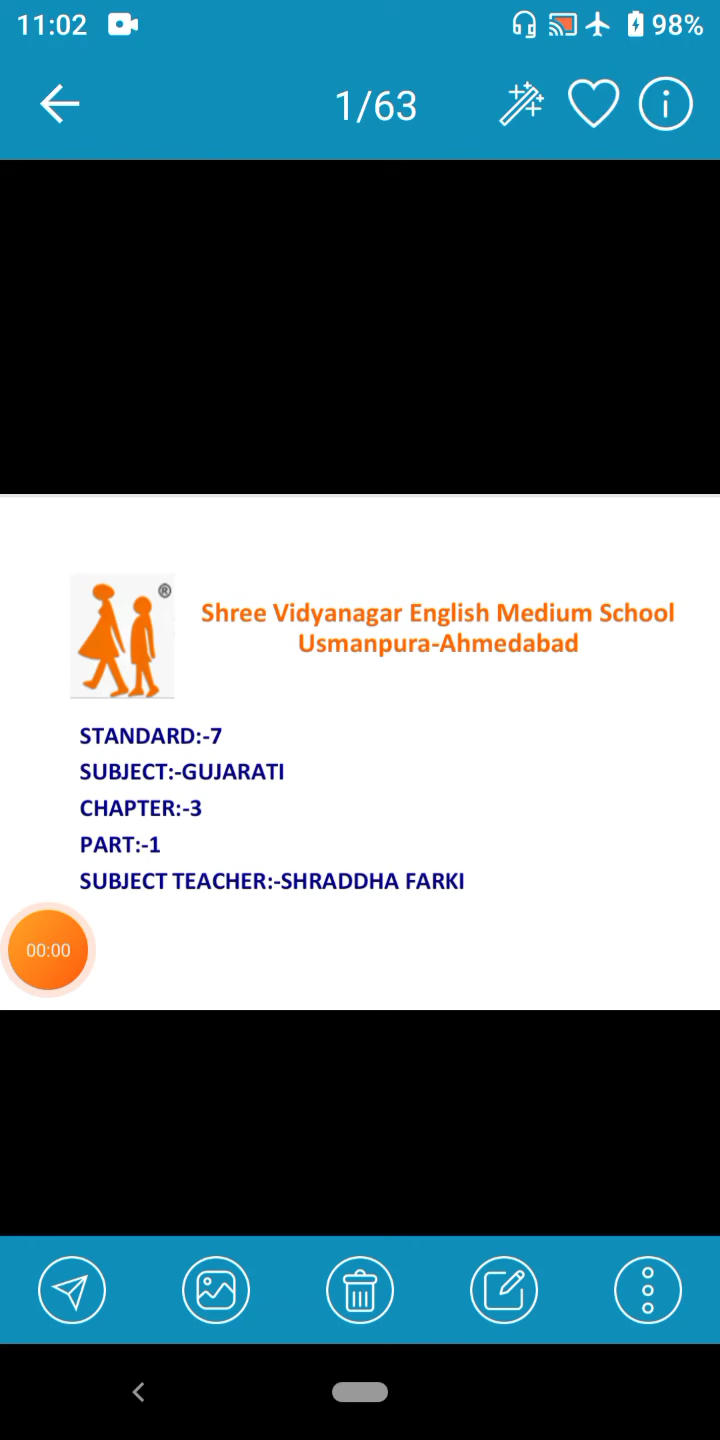 11:02
98%
1/63
®
Shree Vidyanagar English Medium School
Usmanpura-Ahmedabad
STANDARD:-7
SUBJECT:-GUJARATI
CHAPTER:-3
PART:-1
SUBJECT TEACHER:-SHRADDHA FARKI
00:00